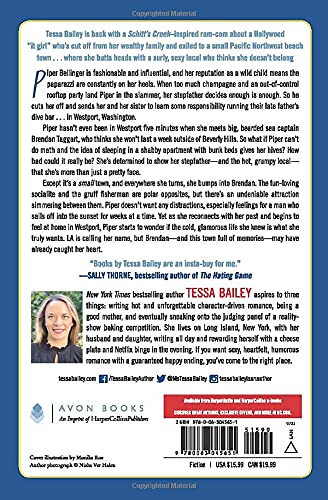 Tessa Bailey is back with a Schitt's Creek–inspired rom-com about a Hollywood
"it girl" who's cut off from her wealthy family and exiled to a small Pacific Northwest beach
town . . . where she butts heads with a surly, sexy local who thinks she doesn't belong
Piper Bellinger is fashionable and influential, and her reputation as a wild child means the
paparazzi are constantly on her heels. When too much champagne and an out-of-control
rooftop party land Piper in the slammer, her stepfather decides enough is enough. So he
cuts her off and sends her and her sister to learn some responsibility running their late father's
dive bar . . . in Westport, Washington.
Piper hasn't even been in Westport five minutes when she meets big, bearded sea captain
Brendan Taggart, who thinks she won't last a week outside of Beverly Hills. So what if Piper can't
do math and the idea of sleeping in a shabby apartment with bunk beds gives her hives? How
bad could it really be? She's determined to show her stepfather—and the hot, grumpy local—
that she's more than just a pretty face.
Except it's a small town, and everywhere she turns, she bumps into Brendan. The fun-loving
socialite and the gruff fisherman are polar opposites, but there's an undeniable attraction
simmering between them. Piper doesn't want any distractions, especially feelings for a man
who sails off into the sunset for weeks at a time. Yet as she reconnects with her past and begins to
feel at home in Westport, Piper starts to wonder if the cold, glamorous life she knew is what
she truly wants. LA is calling her name, but Brendan—and this town full of memories—may
have already caught her heart.
"Books by Tessa Bailey are an insta-buy for me."
—SALLY THORNE, bestselling author of The Hating Game
New York Times bestselling author TESSA BAILEY aspires to three
things: writing hot and unforgettable character-driven romance, being a
good mother, and eventually sneaking onto the judging panel of a reality-
show baking competition. She lives on Long Island, New York, with her
husband and daughter, writing all day and rewarding herself with a cheese
plate and Netflix binge in the evening. If you want sexy, heartfelt, humorous
romance with a guaranteed happy ending, you've come to the right place.
tessabailey.com /TessaBaileyAuthor @MsTessaBailey /tessabaileyisanauthor
AVON BOOKS
An Imprint of HarperCollinsPublishers
Cover illustration by Monika Roe
Author photograph © Nisha Ver Halen
Available from HarperAudio and HarperCollins e-books
DISCOVER GREAT AUTHORS, EXCLUSIVE OFFERS, AND MORE AT HC.COM.
ISBN 978-0-06-304565-1
0721
51599
9 780063 045651
Fiction USA $15.99 CAN $19.99